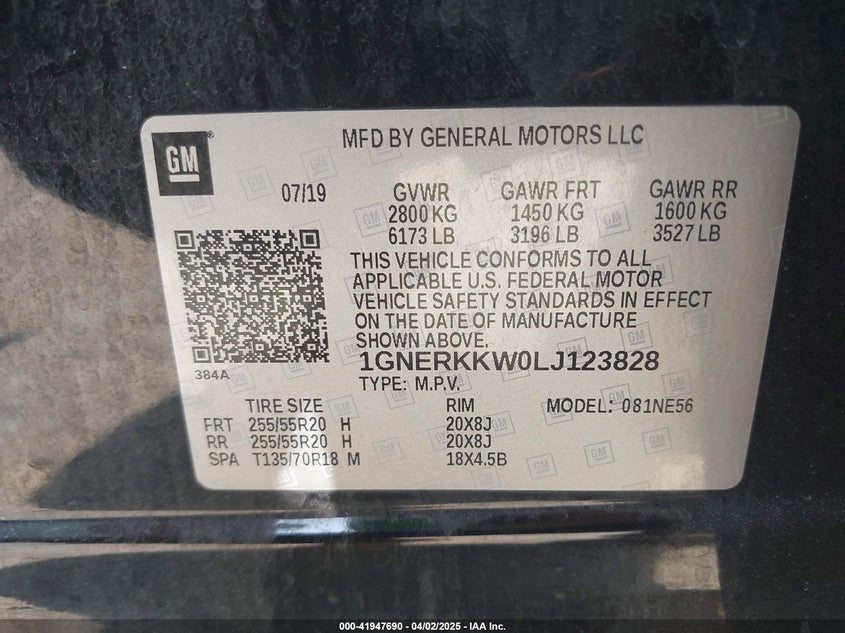 GM
MFD BY GENERAL MOTORS LLC
07/19 GVWR GAWR FRT GAWR RR
2800 KG 1450 KG 1600 KG
6173 LB 3196 LB 3527 LB
THIS VEHICLE CONFORMS TO ALL
APPLICABLE U.S. FEDERAL MOTOR
VEHICLE SAFETY STANDARDS IN EFFECT
ON THE DATE OF MANUFACTURE
SHOWN ABOVE.
1GNERKKW0LJ123828
384A
TYPE: M.P.V.
TIRE SIZE RIM MODEL: 081NE56
FRT 255/55R20 H 20X8J
RR 255/55R20 H 20X8J
SPA T135/70R18 M 18X4.5B
000-41947690 - 04/02/2025 - IAA Inc.